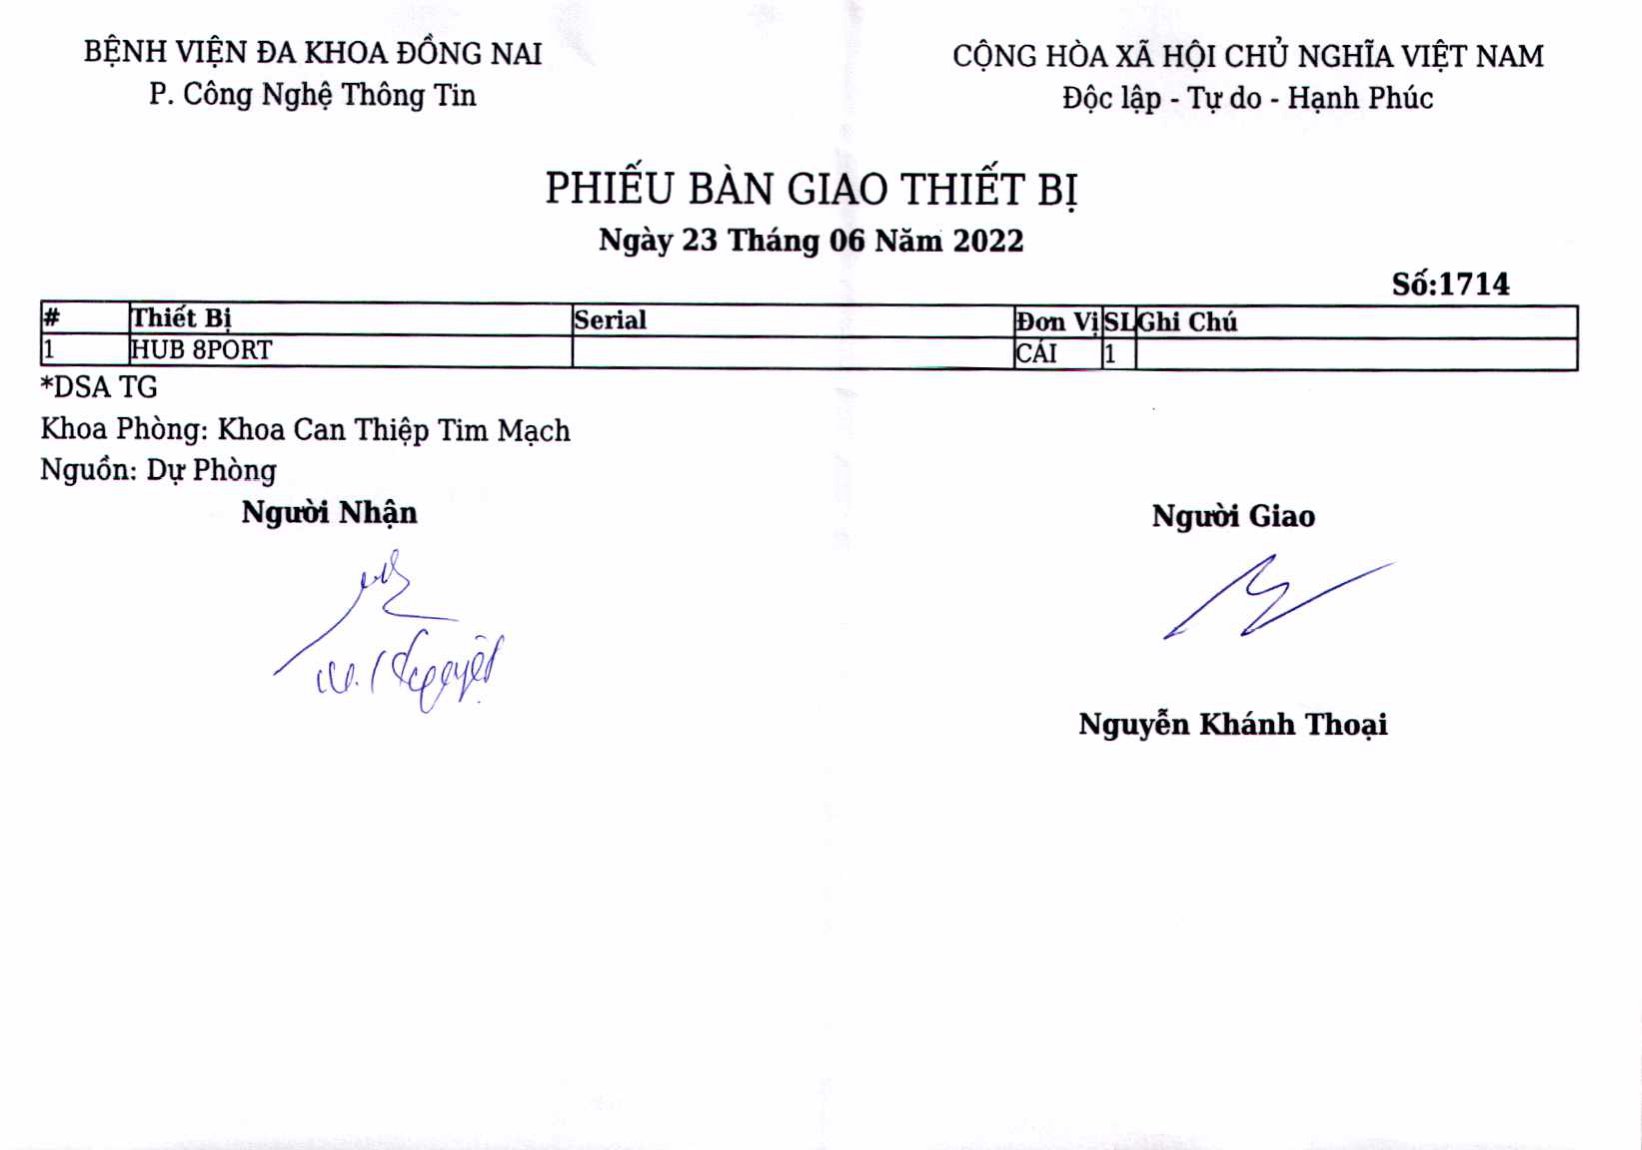 BỆNH VIỆN ĐA KHOA ĐỒNG NAI
P. Công Nghệ Thông Tin
CỘNG HÒA XÃ HỘI CHỦ NGHĨA VIỆT NAM
Độc lập - Tự do - Hạnh Phúc
PHIẾU BÀN GIAO THIẾT BỊ
Ngày 23 Tháng 06 Năm 2022
Số:1714
# Thiết Bị Serial Đơn Vị SL Ghi Chú
1 HUB 8PORT CÁI 1
*DSA TG
Khoa Phòng: Khoa Can Thiệp Tim Mạch
Nguồn: Dự Phòng
Người Nhận Người Giao
Nguyễn Khánh Thoại